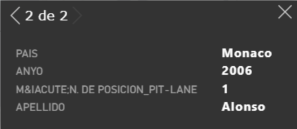 2 de 2
PAIS Monaco
ANYO 2006
M&IACUTE;N. DE POSICION_PIT-LANE 1
APELLIDO Alonso